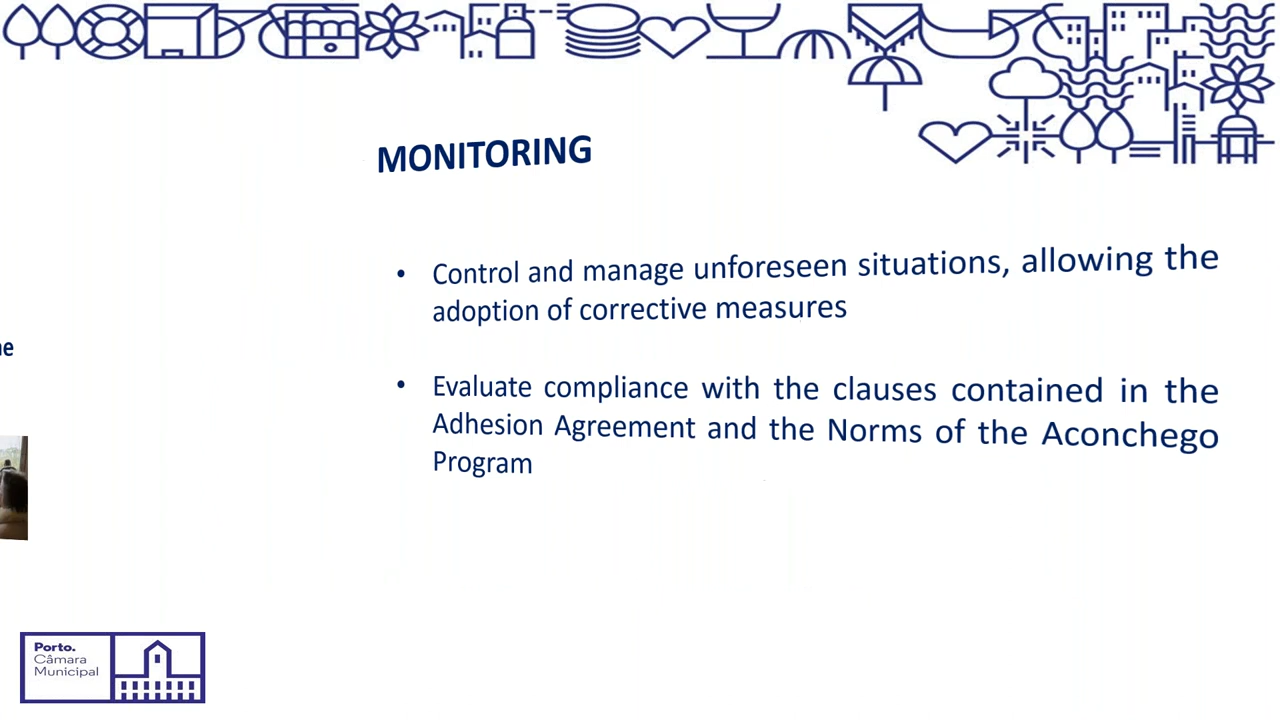 MONITORING
• Control and manage unforeseen situations, allowing the
adoption of corrective measures
• Evaluate compliance with the clauses contained in the
Adhesion Agreement and the Norms of the Aconchego
Program
Porto.
Câmara
Municipal